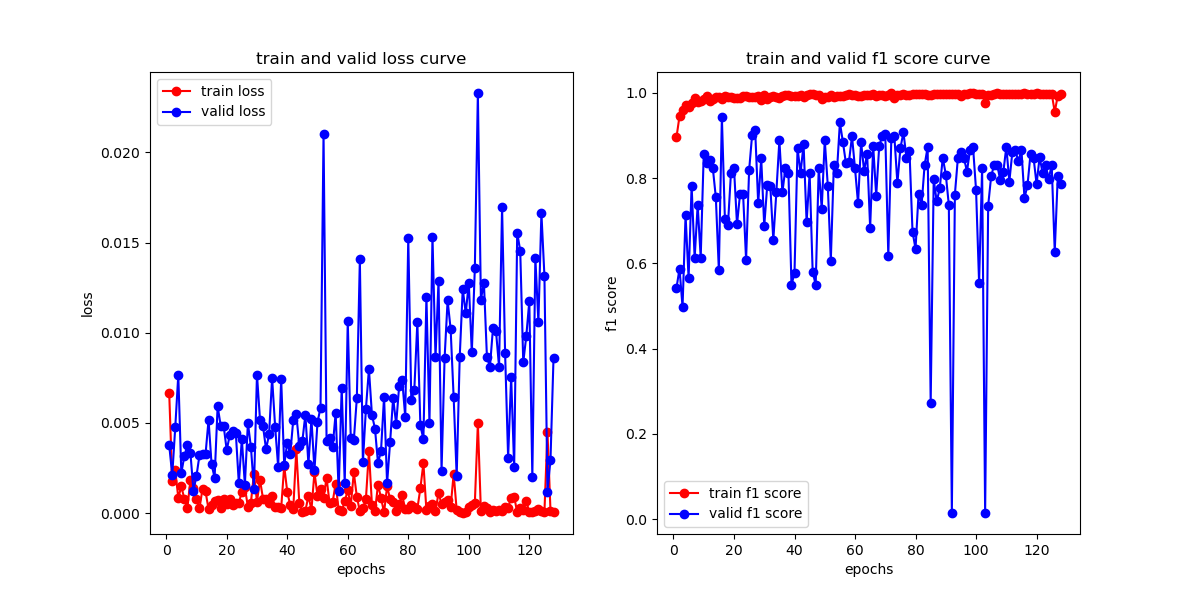 train and valid loss curve
train loss
valid loss
0.020
0.015
0.010
0.005
0.000
loss
0 20 40 60 80 100 120
epochs
train and valid f1 score curve
1.0
0.8
0.6
0.4
0.2
0.0
f1 score
train f1 score
valid f1 score
0 20 40 60 80 100 120
epochs